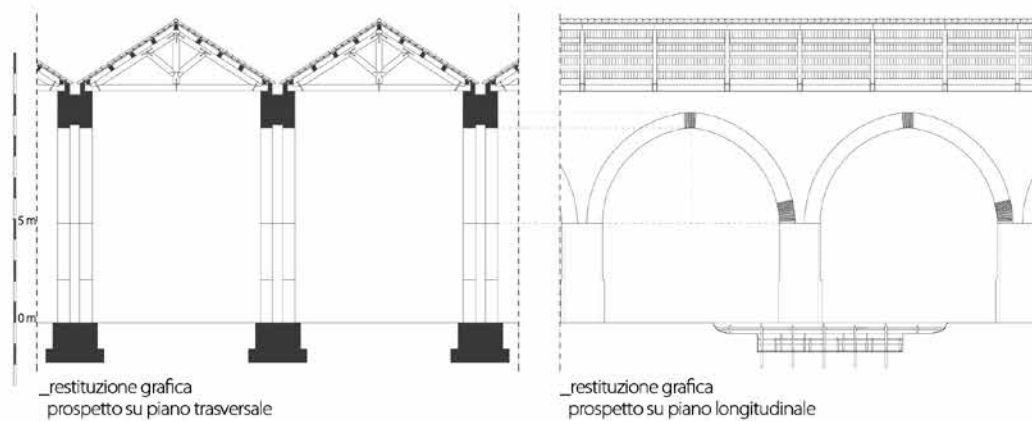 5 m
0 m
_restituzione grafica
prospetto su piano trasversale
_restituzione grafica
prospetto su piano longitudinale